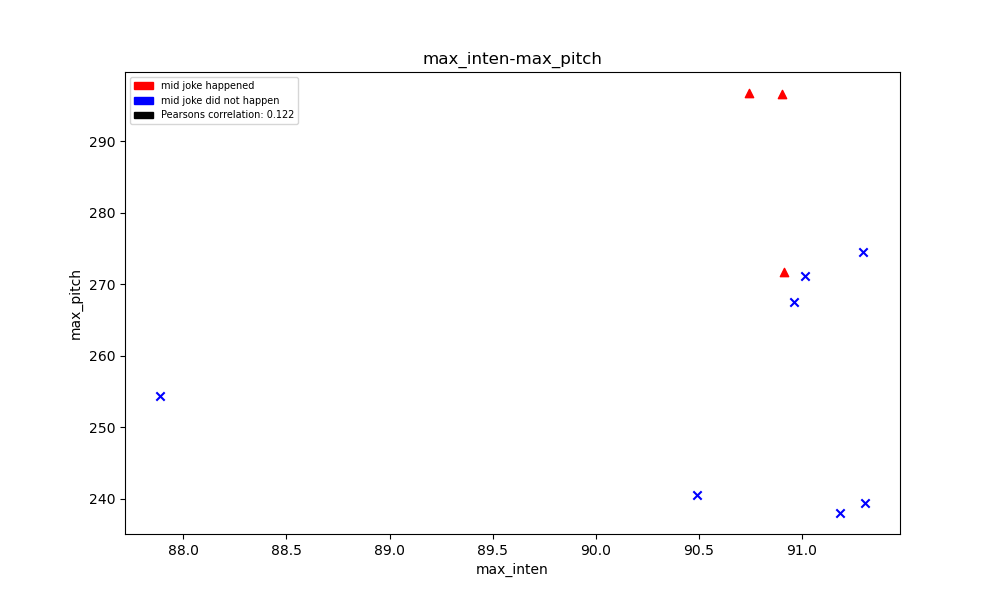 max_inten-max_pitch
mid joke happened
mid joke did not happen
Pearsons correlation: 0.122
290
280
270
260
250
240
max_pitch
88.0 88.5 89.0 89.5 90.0 90.5 91.0
max_inten